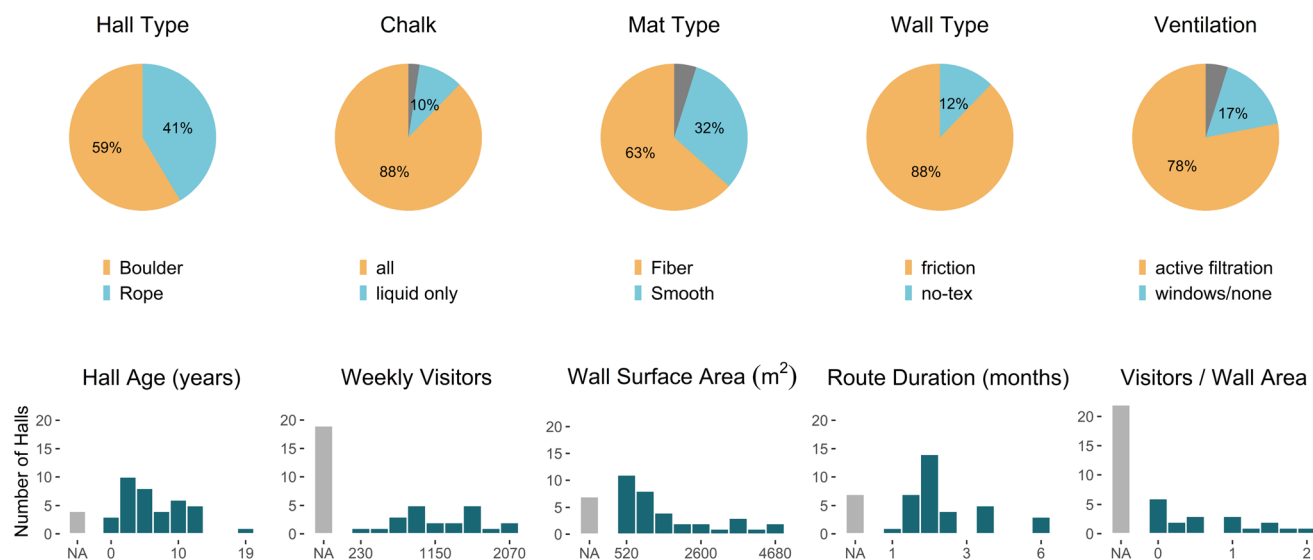 Hall Type Chalk Mat Type Wall Type Ventilation
59% 41% 10% 88% 63% 32% 12% 88% 17% 78%
Boulder all Fiber friction active filtration
Rope liquid only Smooth no-tex windows/none
Hall Age (years) Weekly Visitors Wall Surface Area (m²) Route Duration (months) Visitors / Wall Area
Number of Halls
20 20 20 20 20
15 15 15 15 15
10 10 10 10 10
5 5 5 5 5
0 0 0 0 0
NA 0 10 19 NA 230 1150 2070 NA 520 2600 4680 NA 1 3 6 NA 0 1 2